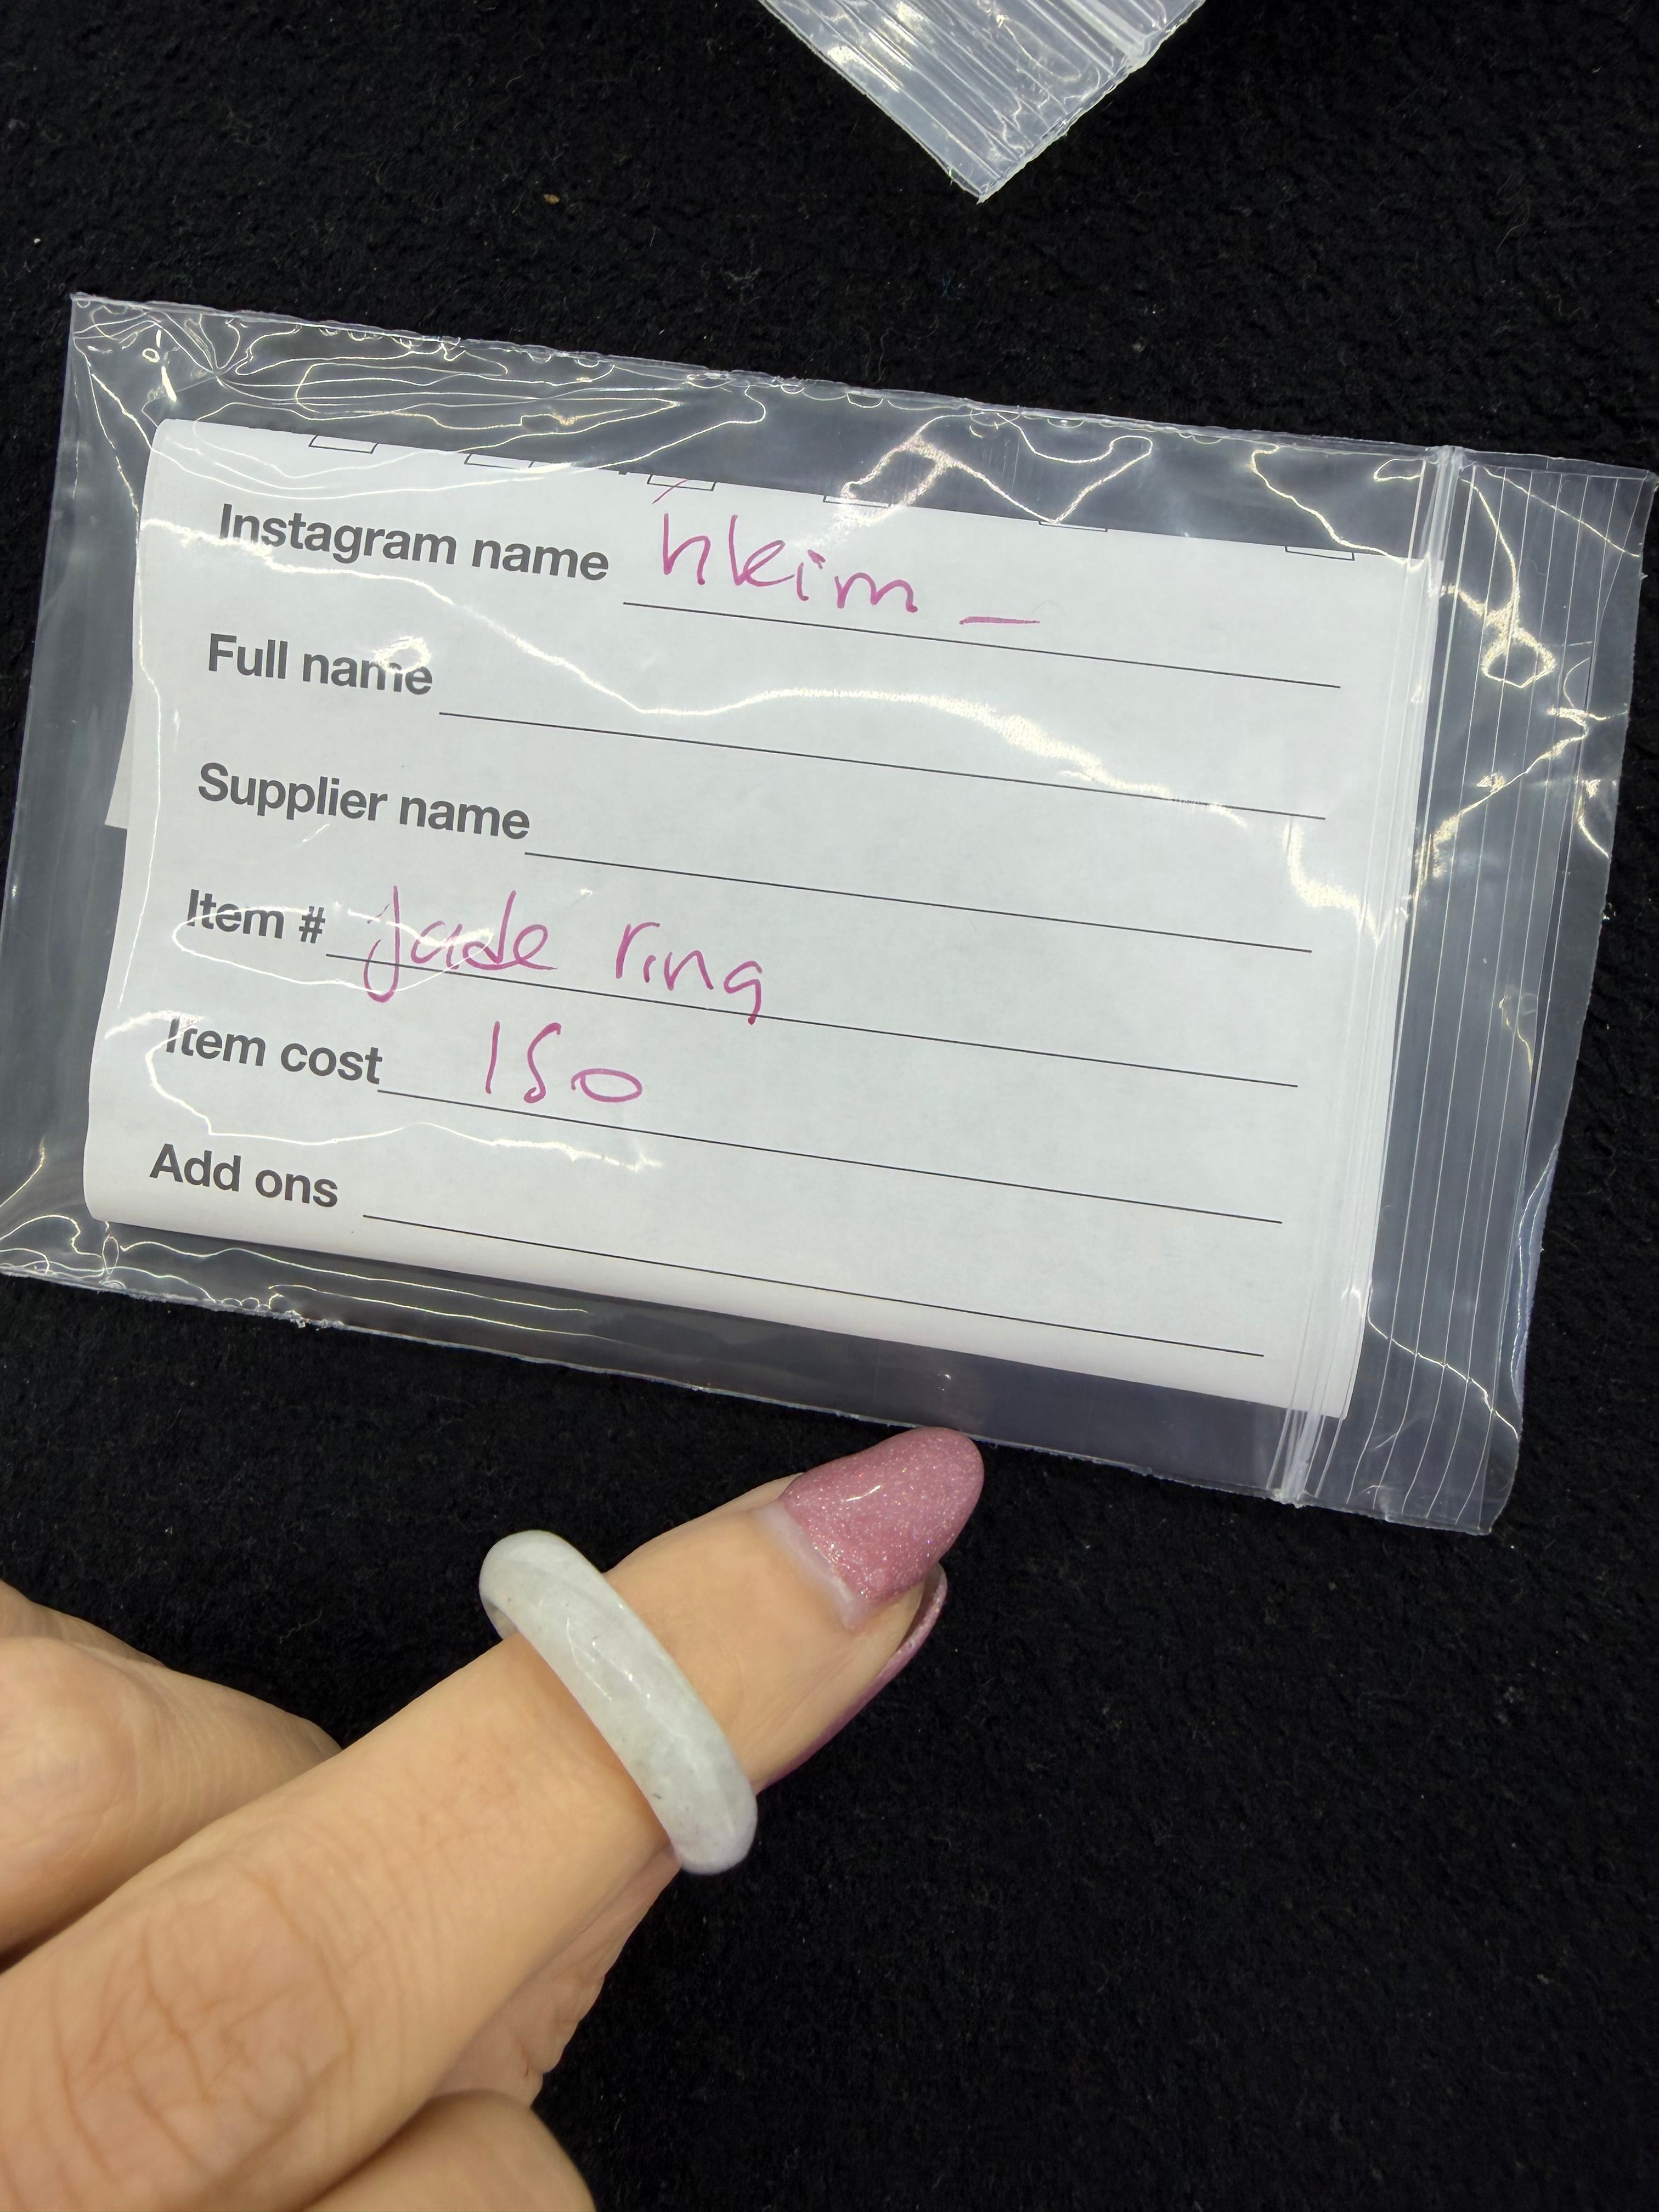 Instagram name hkim_
Full name
Supplier name
Item # Jade ring
Item cost 150
Add ons